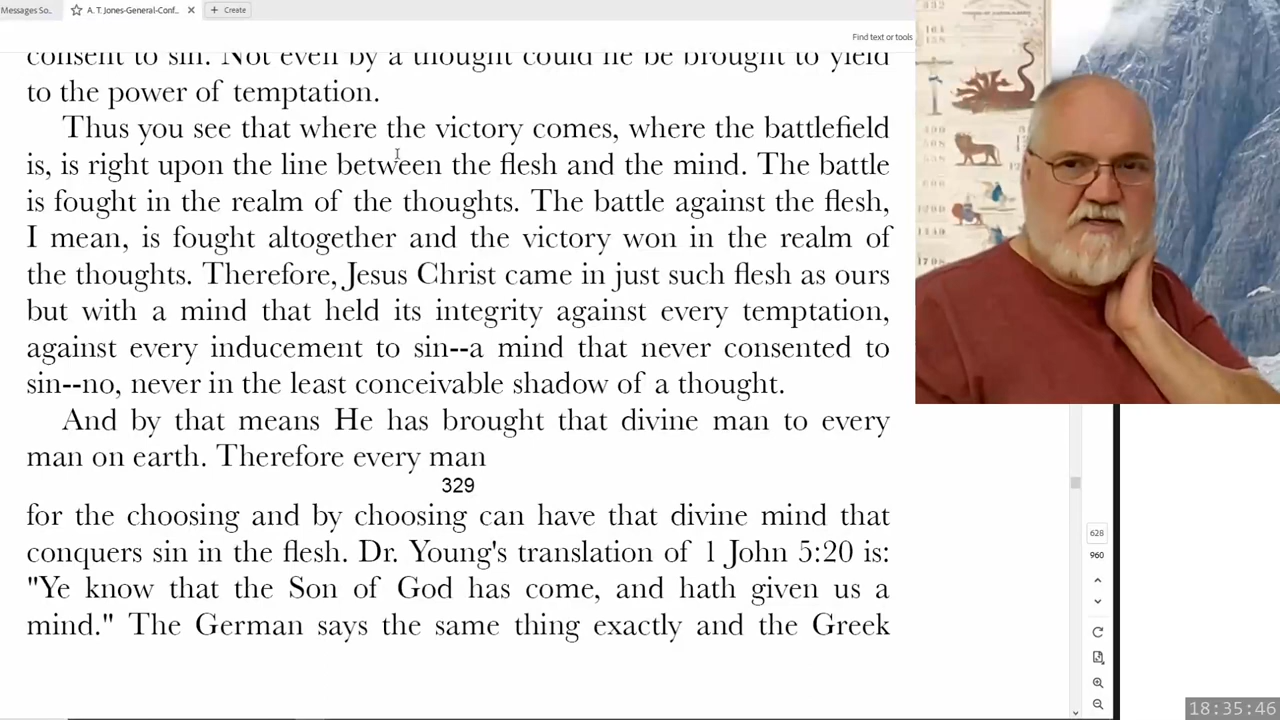 Messages So...
A. T. Jones-General-Conf...
Create
Find text or tools
consent to sin. Not even by a thought could he be brought to yield
to the power of temptation.
Thus you see that where the victory comes, where the battlefield
is, is right upon the line between the flesh and the mind. The battle
is fought in the realm of the thoughts. The battle against the flesh,
I mean, is fought altogether and the victory won in the realm of
the thoughts. Therefore, Jesus Christ came in just such flesh as ours
but with a mind that held its integrity against every temptation,
against every inducement to sin--a mind that never consented to
sin--no, never in the least conceivable shadow of a thought.
And by that means He has brought that divine man to every
man on earth. Therefore every man
329
for the choosing and by choosing can have that divine mind that
conquers sin in the flesh. Dr. Young's translation of 1 John 5:20 is:
"Ye know that the Son of God has come, and hath given us a
mind." The German says the same thing exactly and the Greek
628
960
18:35:46